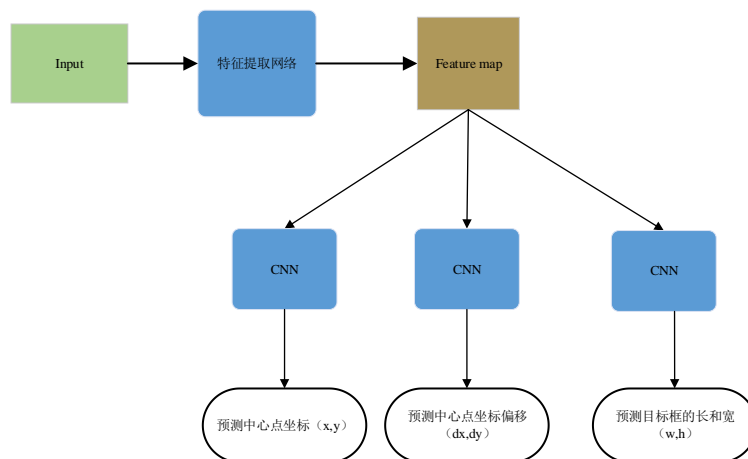 Input
特征提取网络
Feature map
CNN
CNN
CNN
预测中心点坐标（x,y）
预测中心点坐标偏移
（dx,dy）
预测目标框的长和宽
（w,h）